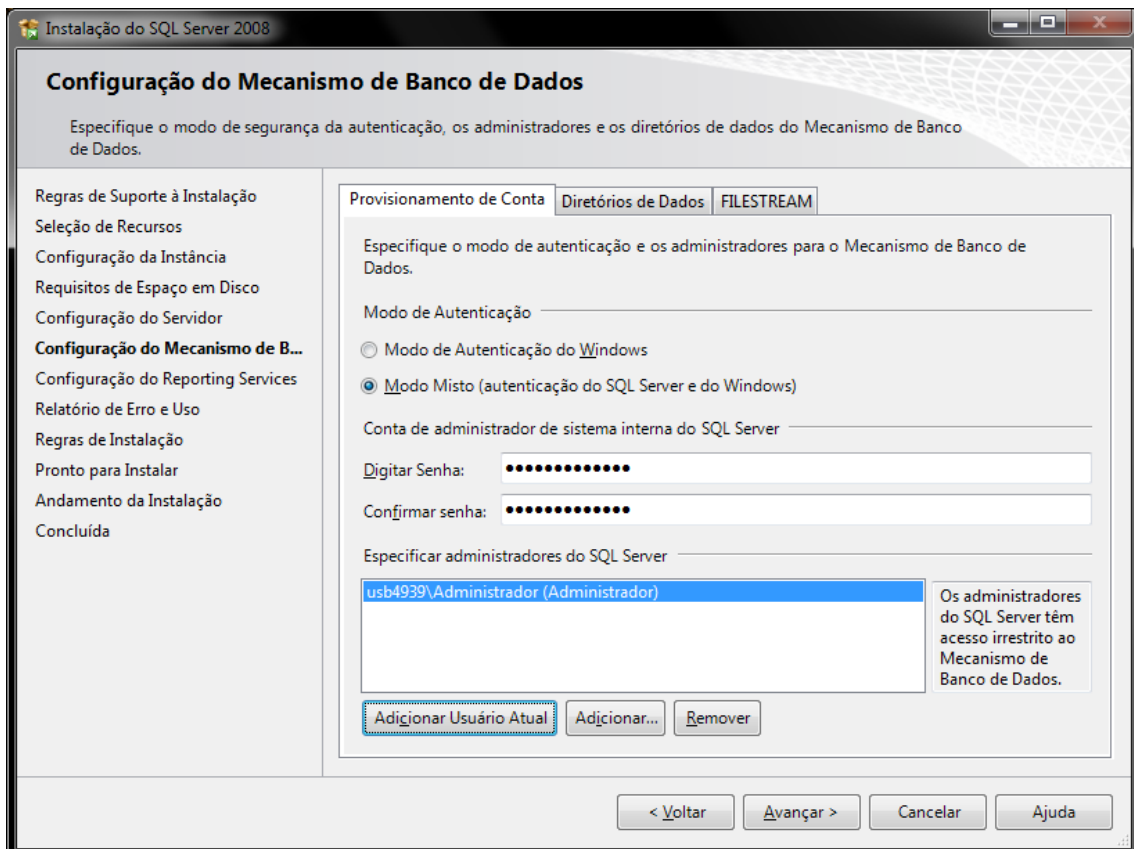 Instalação do SQL Server 2008
Configuração do Mecanismo de Banco de Dados
Especifique o modo de segurança da autenticação, os administradores e os diretórios de dados do Mecanismo de Banco
de Dados.
Regras de Suporte à Instalação
Seleção de Recursos
Configuração da Instância
Requisitos de Espaço em Disco
Configuração do Servidor
Configuração do Mecanismo de B...
Configuração do Reporting Services
Relatório de Erro e Uso
Regras de Instalação
Pronto para Instalar
Andamento da Instalação
Concluída
Provisionamento de Conta
Diretórios de Dados
FILESTREAM
Especifique o modo de autenticação e os administradores para o Mecanismo de Banco de
Dados.
Modo de Autenticação
Modo de Autenticação do Windows
Modo Misto (autenticação do SQL Server e do Windows)
Conta de administrador de sistema interna do SQL Server
Digitar Senha: •••••••••••••
Confirmar senha: •••••••••••••
Especificar administradores do SQL Server
usb4939\Administrador (Administrador)
Os administradores
do SQL Server têm
acesso irrestrito ao
Mecanismo de
Banco de Dados.
Adicionar Usuário Atual
Adicionar...
Remover
< Voltar
Avançar >
Cancelar
Ajuda